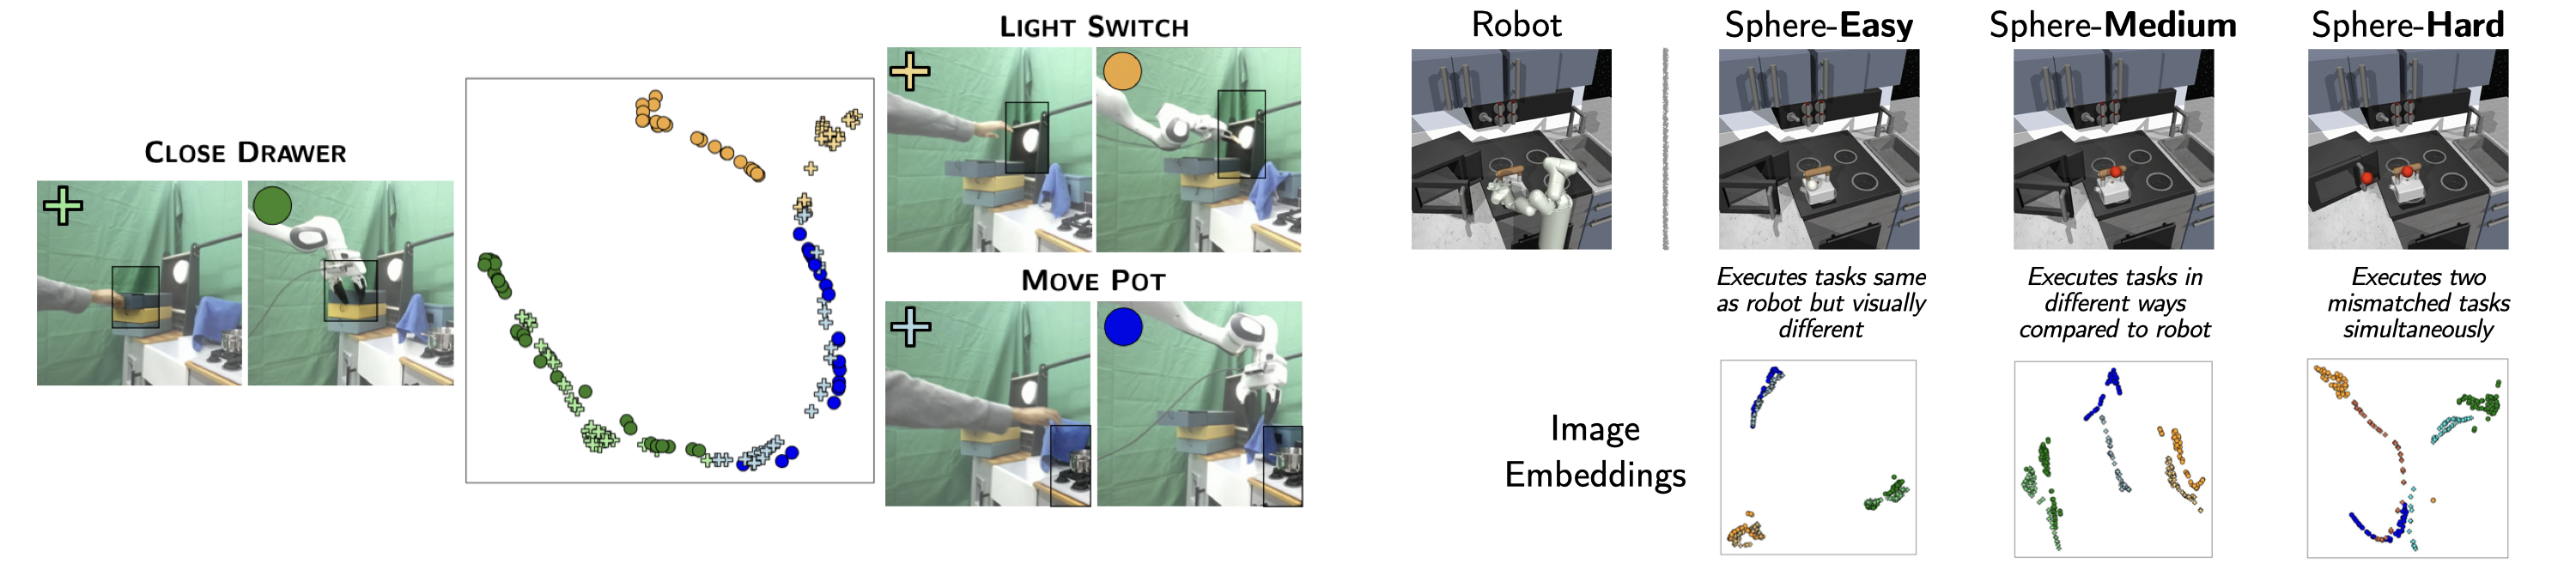 CLOSE DRAWER
LIGHT SWITCH
MOVE POT
Robot
Sphere-Easy
Sphere-Medium
Sphere-Hard
Executes tasks same
as robot but visually
different
Executes tasks in
different ways
compared to robot
Executes two
mismatched tasks
simultaneously
Image
Embeddings